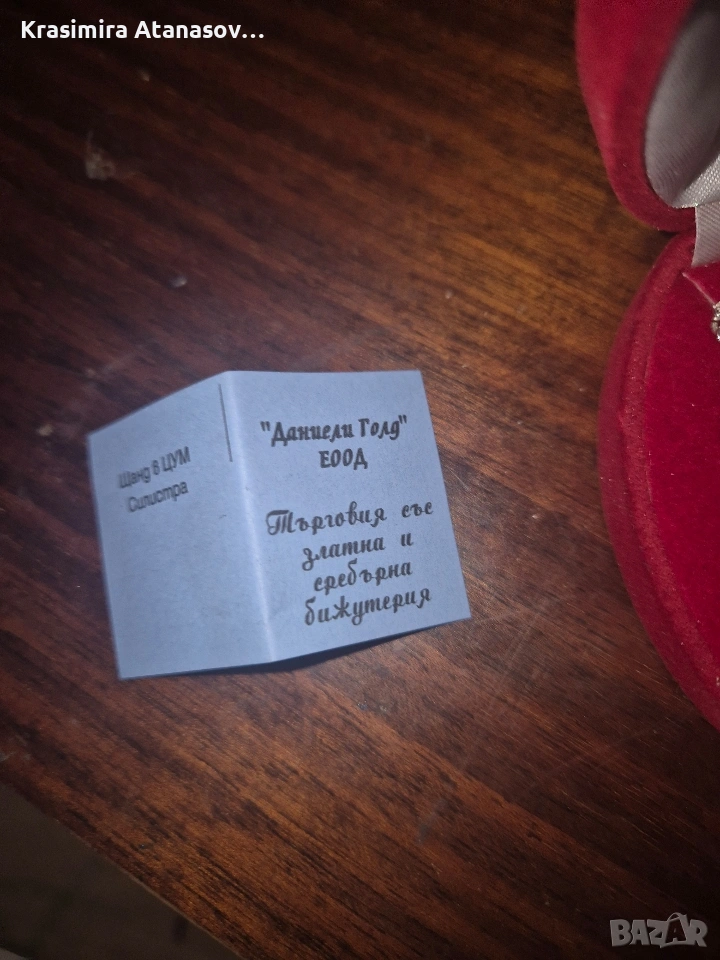 Krasimira Atanasov...
Щанд в ЦУМ
Силистра
"Даниели Голд"
ЕООД
Търговия със
златна и
сребърна
бижутерия
BAZAR